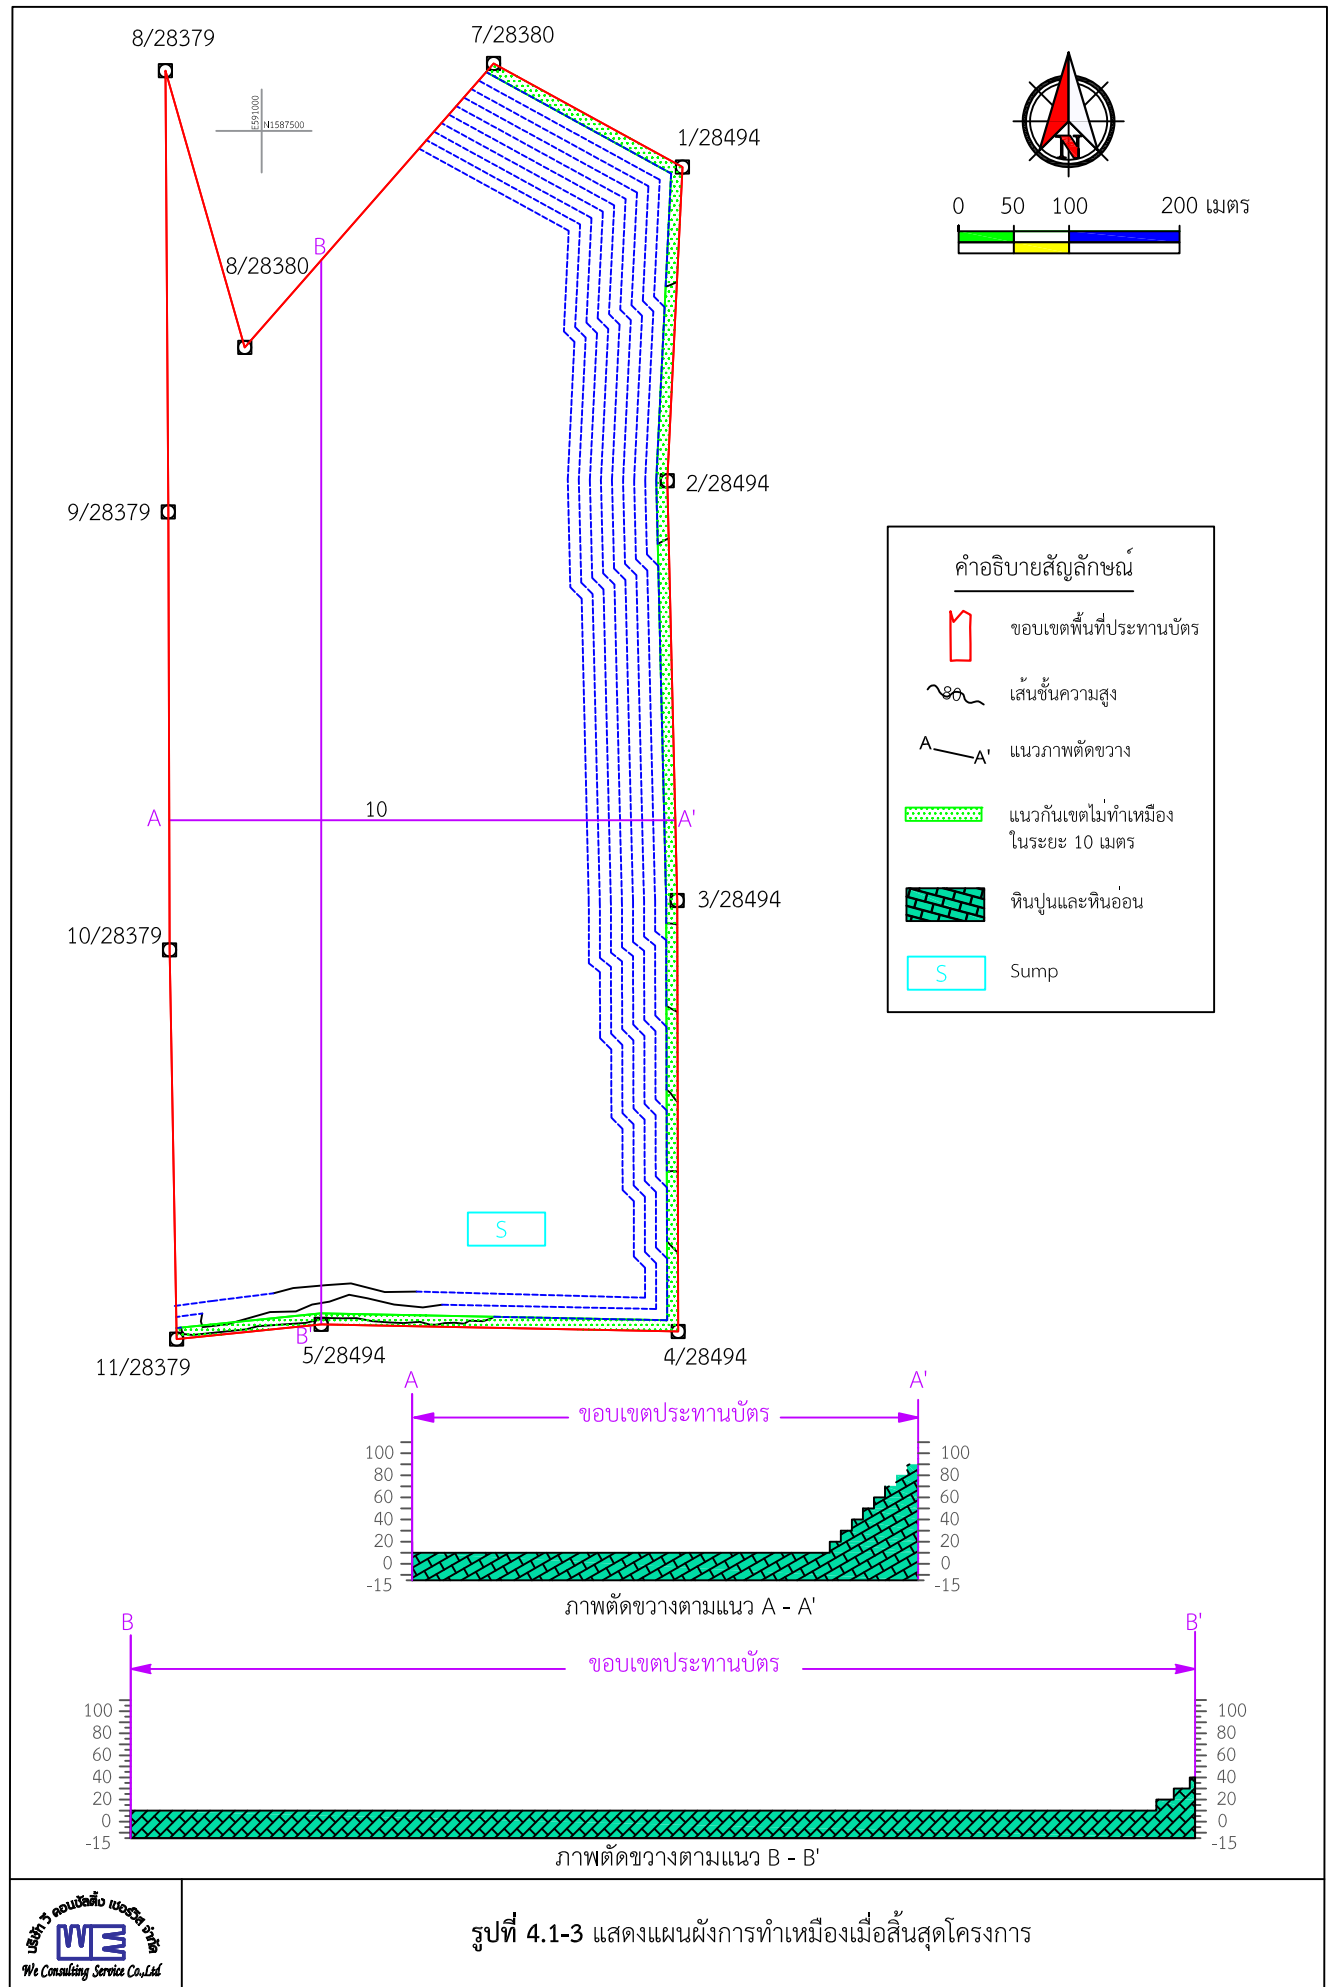 8/28379
7/28380
E591000
N1587500
1/28494
N
0 50 100 200 เมตร
B
8/28380
2/28494
9/28379
คำอธิบายสัญลักษณ์
ขอบเขตพื้นที่ประทานบัตร
80 เส้นชั้นความสูง
A A' แนวภาพตัดขวาง
แนวกันเขตไม่ทำเหมือง
ในระยะ 10 เมตร
หินปูนและหินอ่อน
S Sump
A 10 A'
3/28494
10/28379
S
B'
11/28379 5/28494 4/28494
A A'
ขอบเขตประทานบัตร
100 100
80 80
60 60
40 40
20 20
0 0
-15 -15
ภาพตัดขวางตามแนว A - A'
B B'
ขอบเขตประทานบัตร
100 100
80 80
60 60
40 40
20 20
0 0
-15 -15
ภาพตัดขวางตามแนว B - B'
บริษัท วี คอนซัลติ้ง เซอร์วิส จำกัด
WE
We Consulting Service Co.,Ltd
รูปที่ 4.1-3 แสดงแผนผังการทำเหมืองเมื่อสิ้นสุดโครงการ